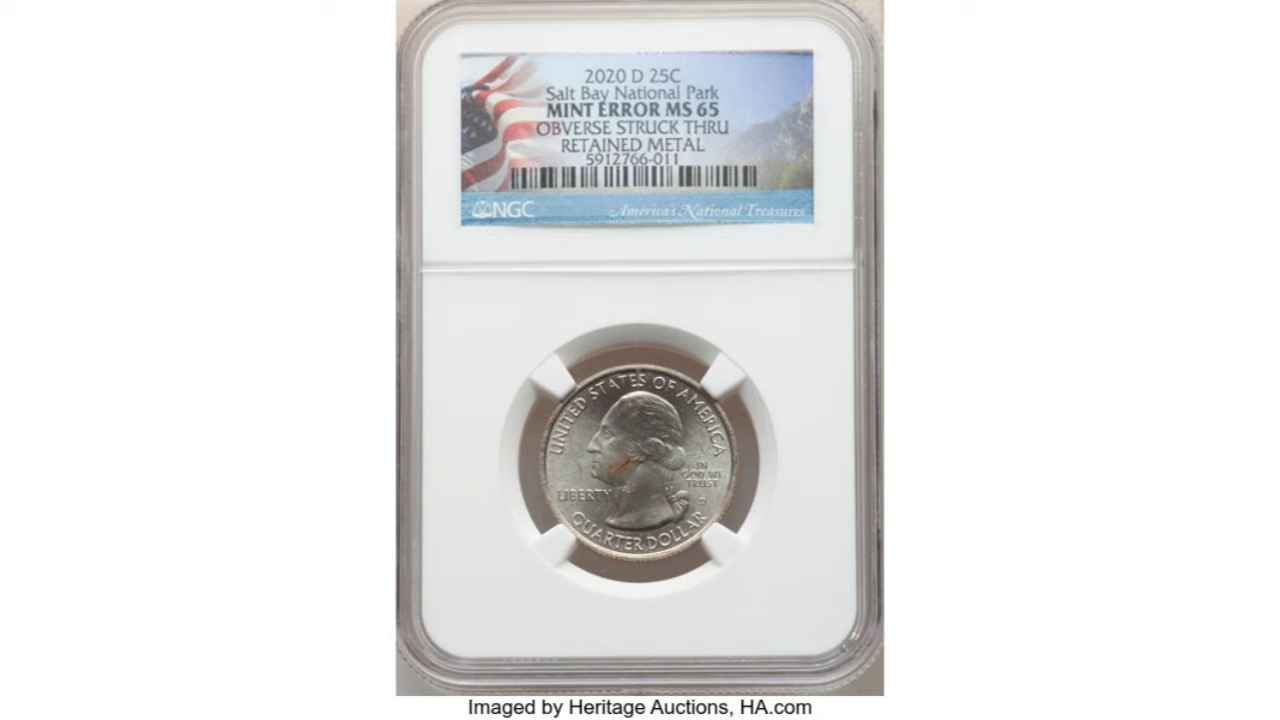 2020 D 25C
Salt Bay National Park
MINT ERROR MS 65
OBVERSE STRUCK THRU
RETAINED METAL
5912766-011
NGC
America's National Treasures
UNITED STATES OF AMERICA
IN
GOD WE
TRUST
LIBERTY
D
QUARTER DOLLAR
Imaged by Heritage Auctions, HA.com